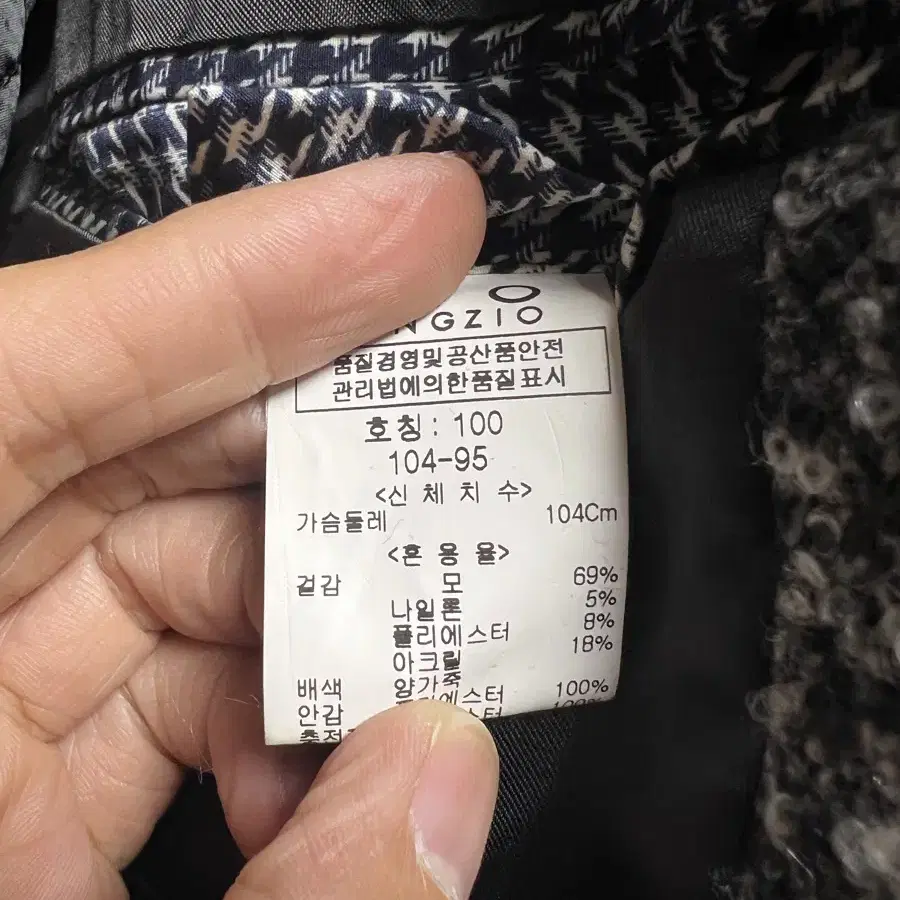 NGZIO
품질경영및공산품안전
관리법에의한품질표시
호칭: 100
104-95
<신 체 치 수>
가슴둘레 104Cm
<혼 용 율>
겉감 모 69%
나일론 5%
폴리에스터 8%
아크릴 18%
배색 양가죽
안감 에스터 100%